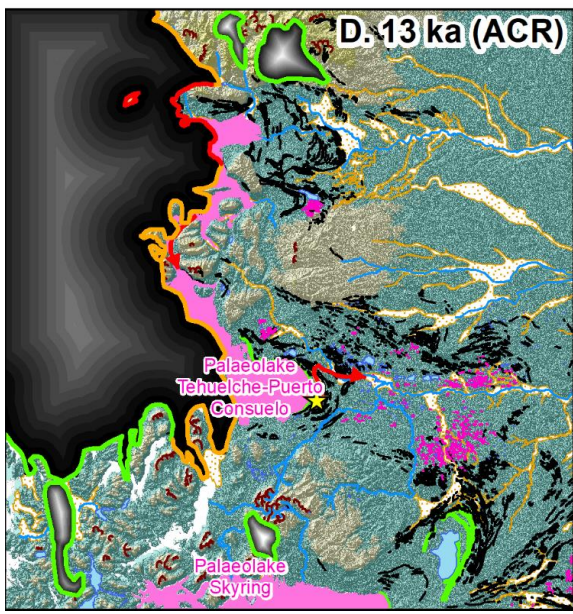 D. 13 ka (ACR)
Palaeolake
Tehuelche-Puerto
Consuelo
Palaeolake
Skyring